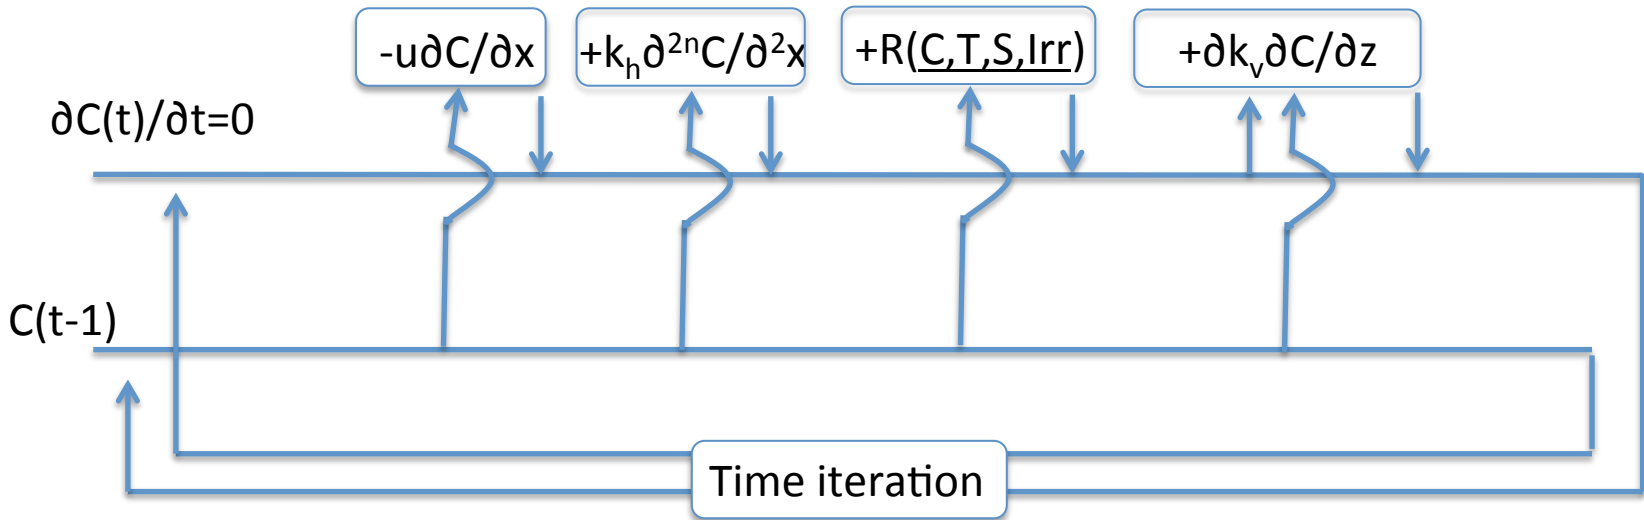 -u∂C/∂x
+kₕ∂²ⁿC/∂²x
+R(C,T,S,Irr)
+∂kᵥ∂C/∂z
∂C(t)/∂t=0
C(t-1)
Time iteration